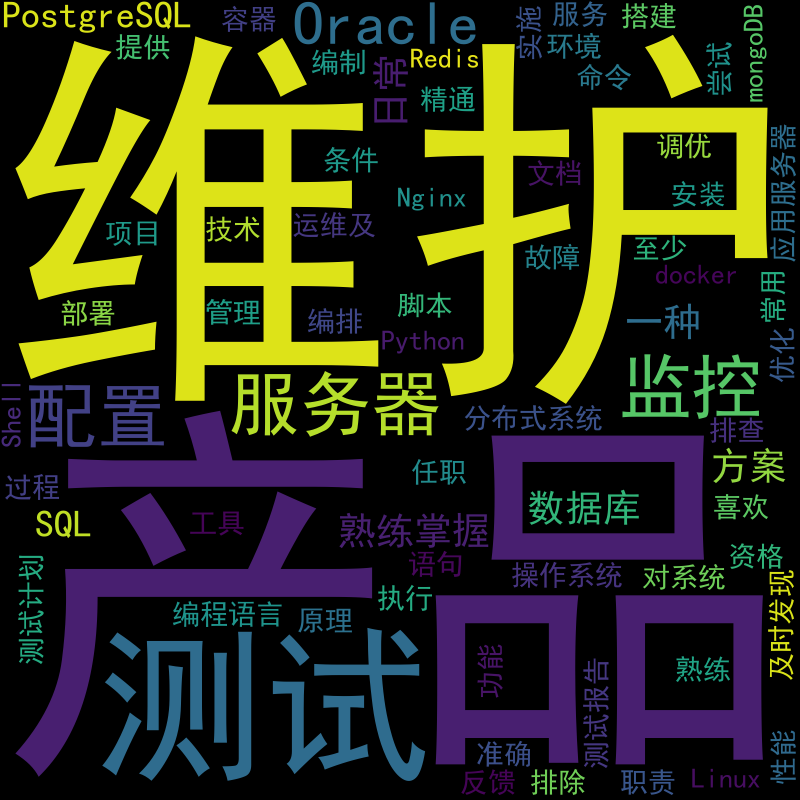 PostgreSQL
容器
Oracle
实施
服务
搭建
mongoDB
提供
编制
日常
Redis
环境
命令
尝试
维护
精通
条件
文档
调优
应用服务器
Nginx
安装
项目
技术
运维及
故障
至少
docker
常用
部署
管理
编排
脚本
Python
一种
优化
Shell
配置
服务器
监控
分布式系统
排查
过程
任职
方案
产品
SQL
工具
熟练掌握
数据库
喜欢
语句
操作系统
对系统
资格
测试计划
编程语言
原理
执行
及时发现
测试
功能
测试报告
熟练
准确
性能
反馈
排除
职责
Linux